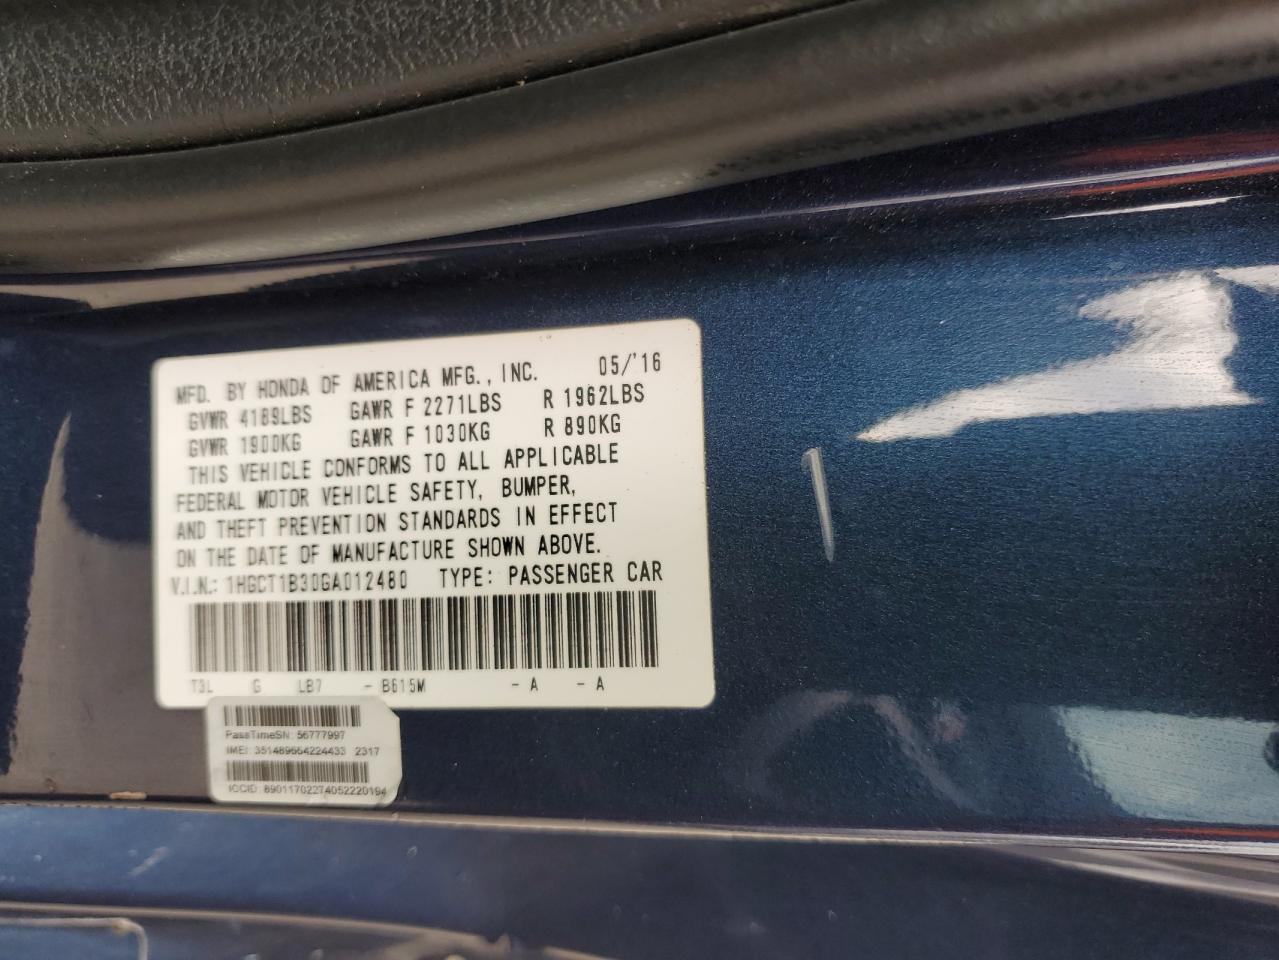 MFD. BY HONDA OF AMERICA MFG., INC. 05/'16
GVWR 4189LBS GAWR F 2271LBS R 1962LBS
GVWR 1900KG GAWR F 1030KG R 890KG
THIS VEHICLE CONFORMS TO ALL APPLICABLE
FEDERAL MOTOR VEHICLE SAFETY, BUMPER,
AND THEFT PREVENTION STANDARDS IN EFFECT
ON THE DATE OF MANUFACTURE SHOWN ABOVE.
V.I.N.: 1HGCT1B30GA012480 TYPE: PASSENGER CAR
T3L G LB7 - B615M - A - A
PassTimeSN: 56777997
IMEI: 351489664224433 2317
ICCID: 89011702274052220194